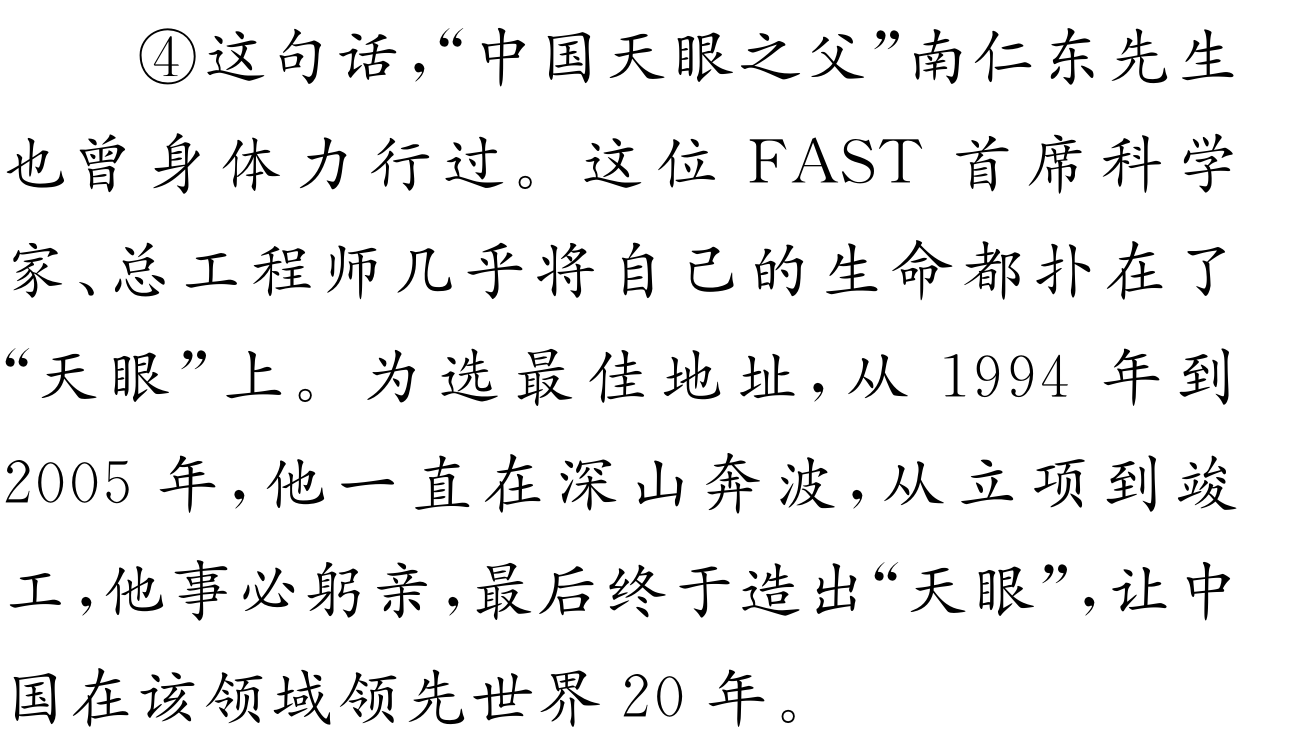 ④这句话,“中国天眼之父”南仁东先生
也曾身体力行过。这位 FAST 首席科学
家、总工程师几乎将自己的生命都扑在了
“天眼”上。为选最佳地址,从 1994 年到
2005 年,他一直在深山奔波,从立项到竣
工,他事必躬亲,最后终于造出“天眼”,让中
国在该领域领先世界 20 年。